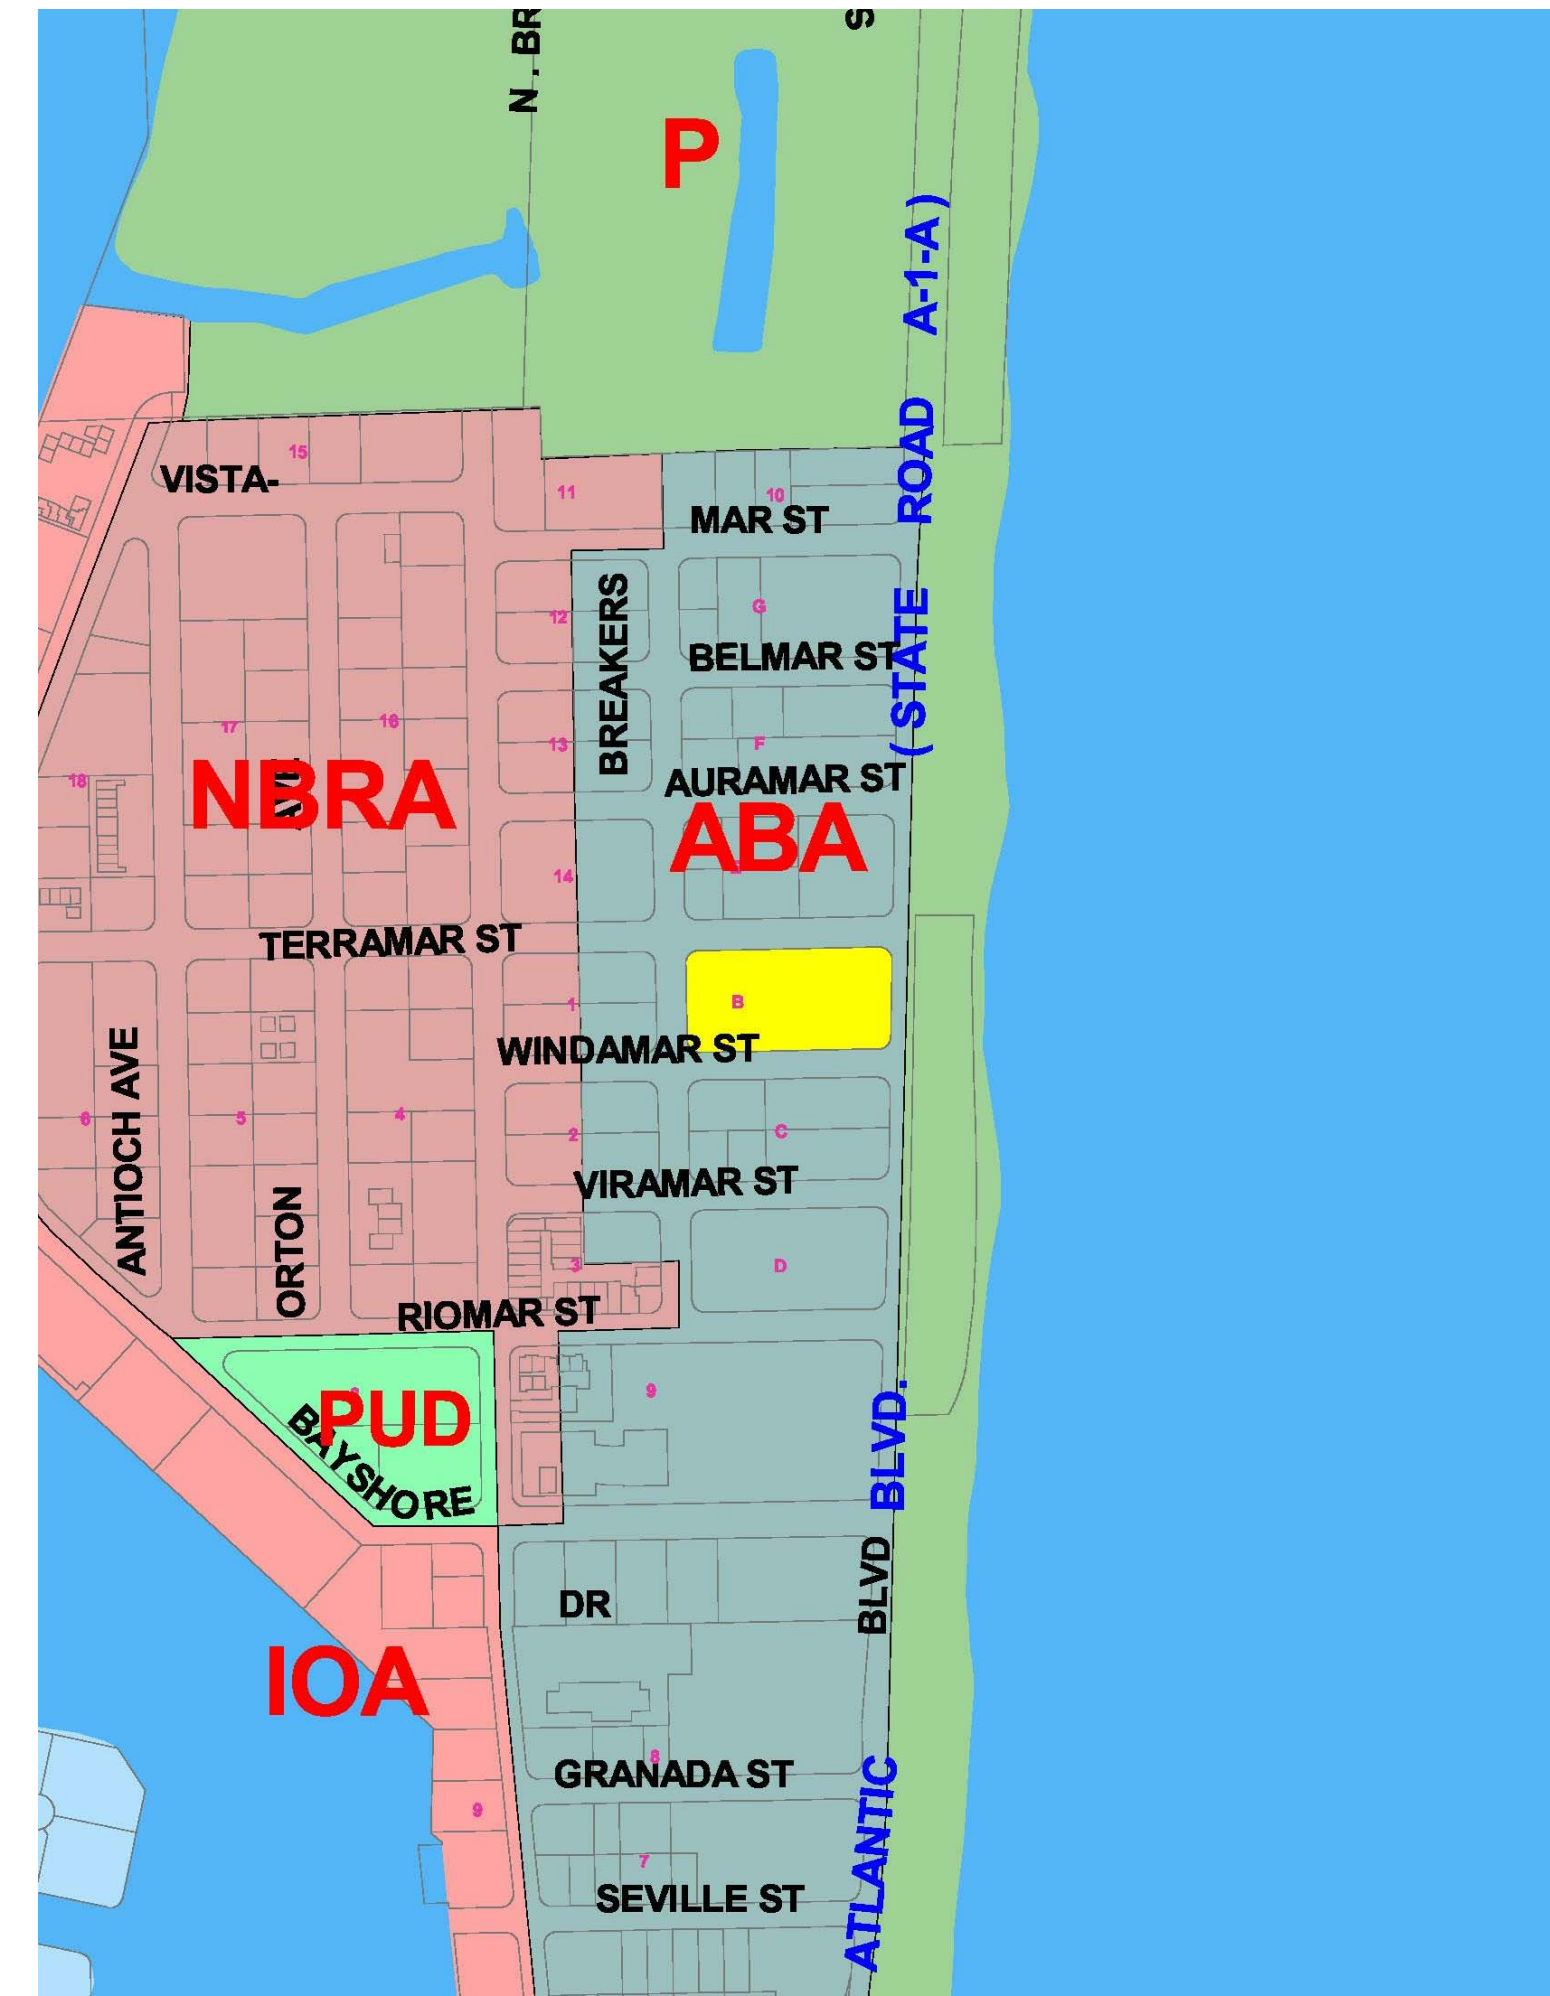 N . BR
S
P
A-1-A )
ROAD
( STATE
15
VISTA-
11
10
MAR ST
12
BREAKERS
G
BELMAR ST
17
16
13
F
18
AURAMAR ST
AVE
NBRA
ABA
14
TERRAMAR ST
B
1
WINDAMAR ST
ANTIOCH AVE
6
5
4
2
C
VIRAMAR ST
ORTON
3
D
RIOMAR ST
9
PUD
BAYSHORE
BLVD.
BLVD
DR
IOA
8
GRANADA ST
ATLANTIC
9
7
SEVILLE ST